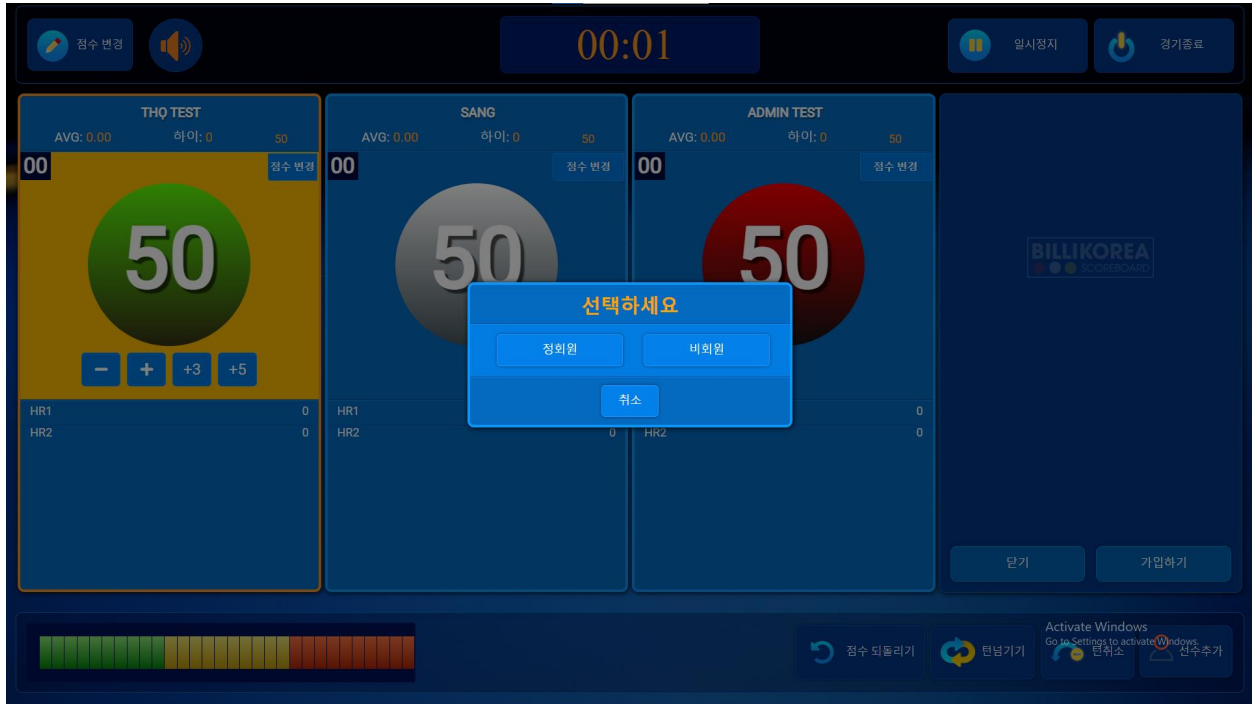 점수 변경
00:01
일시정지
경기종료
THỌ TEST
AVG: 0.00 하이: 0 50
00
점수 변경
50
− + +3 +5
HR1 0
HR2 0
SANG
AVG: 0.00 하이: 0 50
00
점수 변경
50
HR1
HR2 0
ADMIN TEST
AVG: 0.00 하이: 0 50
00
점수 변경
50
0
HR2 0
선택하세요
정회원 비회원
취소
BILLIKOREA
SCOREBOARD
닫기 가입하기
점수 되돌리기
턴넘기기
턴취소
선수추가
Activate Windows
Go to Settings to activate Windows.